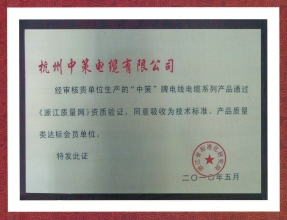 杭州中策电缆有限公司
经审核贵单位生产的“中策”牌电线电缆系列产品通过
《浙江质量网》资质验证，同意吸收为技术标准、产品质量
类达标会员单位。
特发此证
二〇一〇年五月